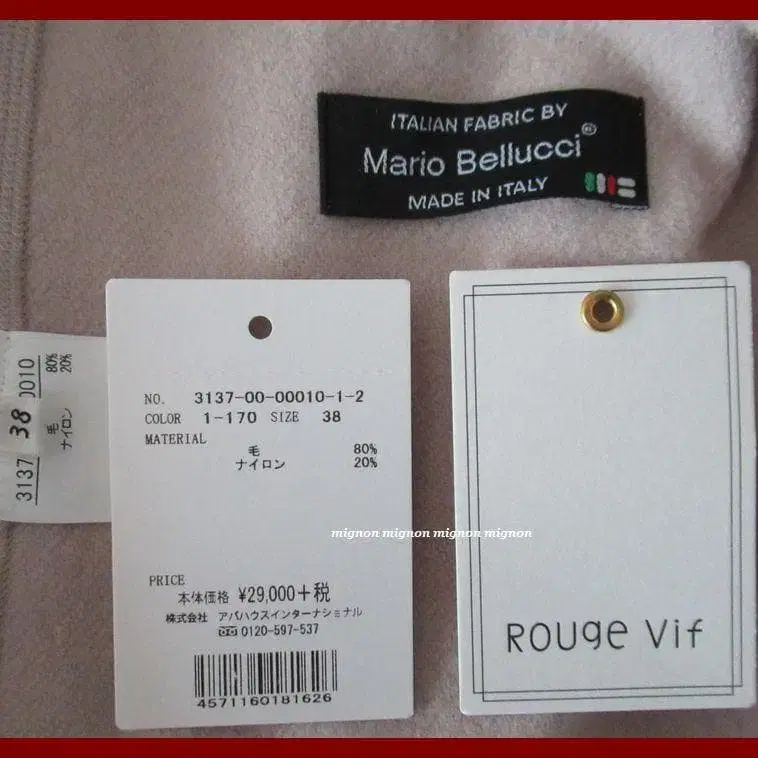 ITALIAN FABRIC BY
Mario Bellucci®
MADE IN ITALY
3137 0010
38
毛 80%
ナイロン 20%
NO. 3137-00-00010-1-2
COLOR 1-170 SIZE 38
MATERIAL
毛 80%
ナイロン 20%
mignon mignon mignon mignon
PRICE
本体価格 ¥29,000+税
株式会社 アバハウスインターナショナル
0120-597-537
4571160181626
Rouge Vif